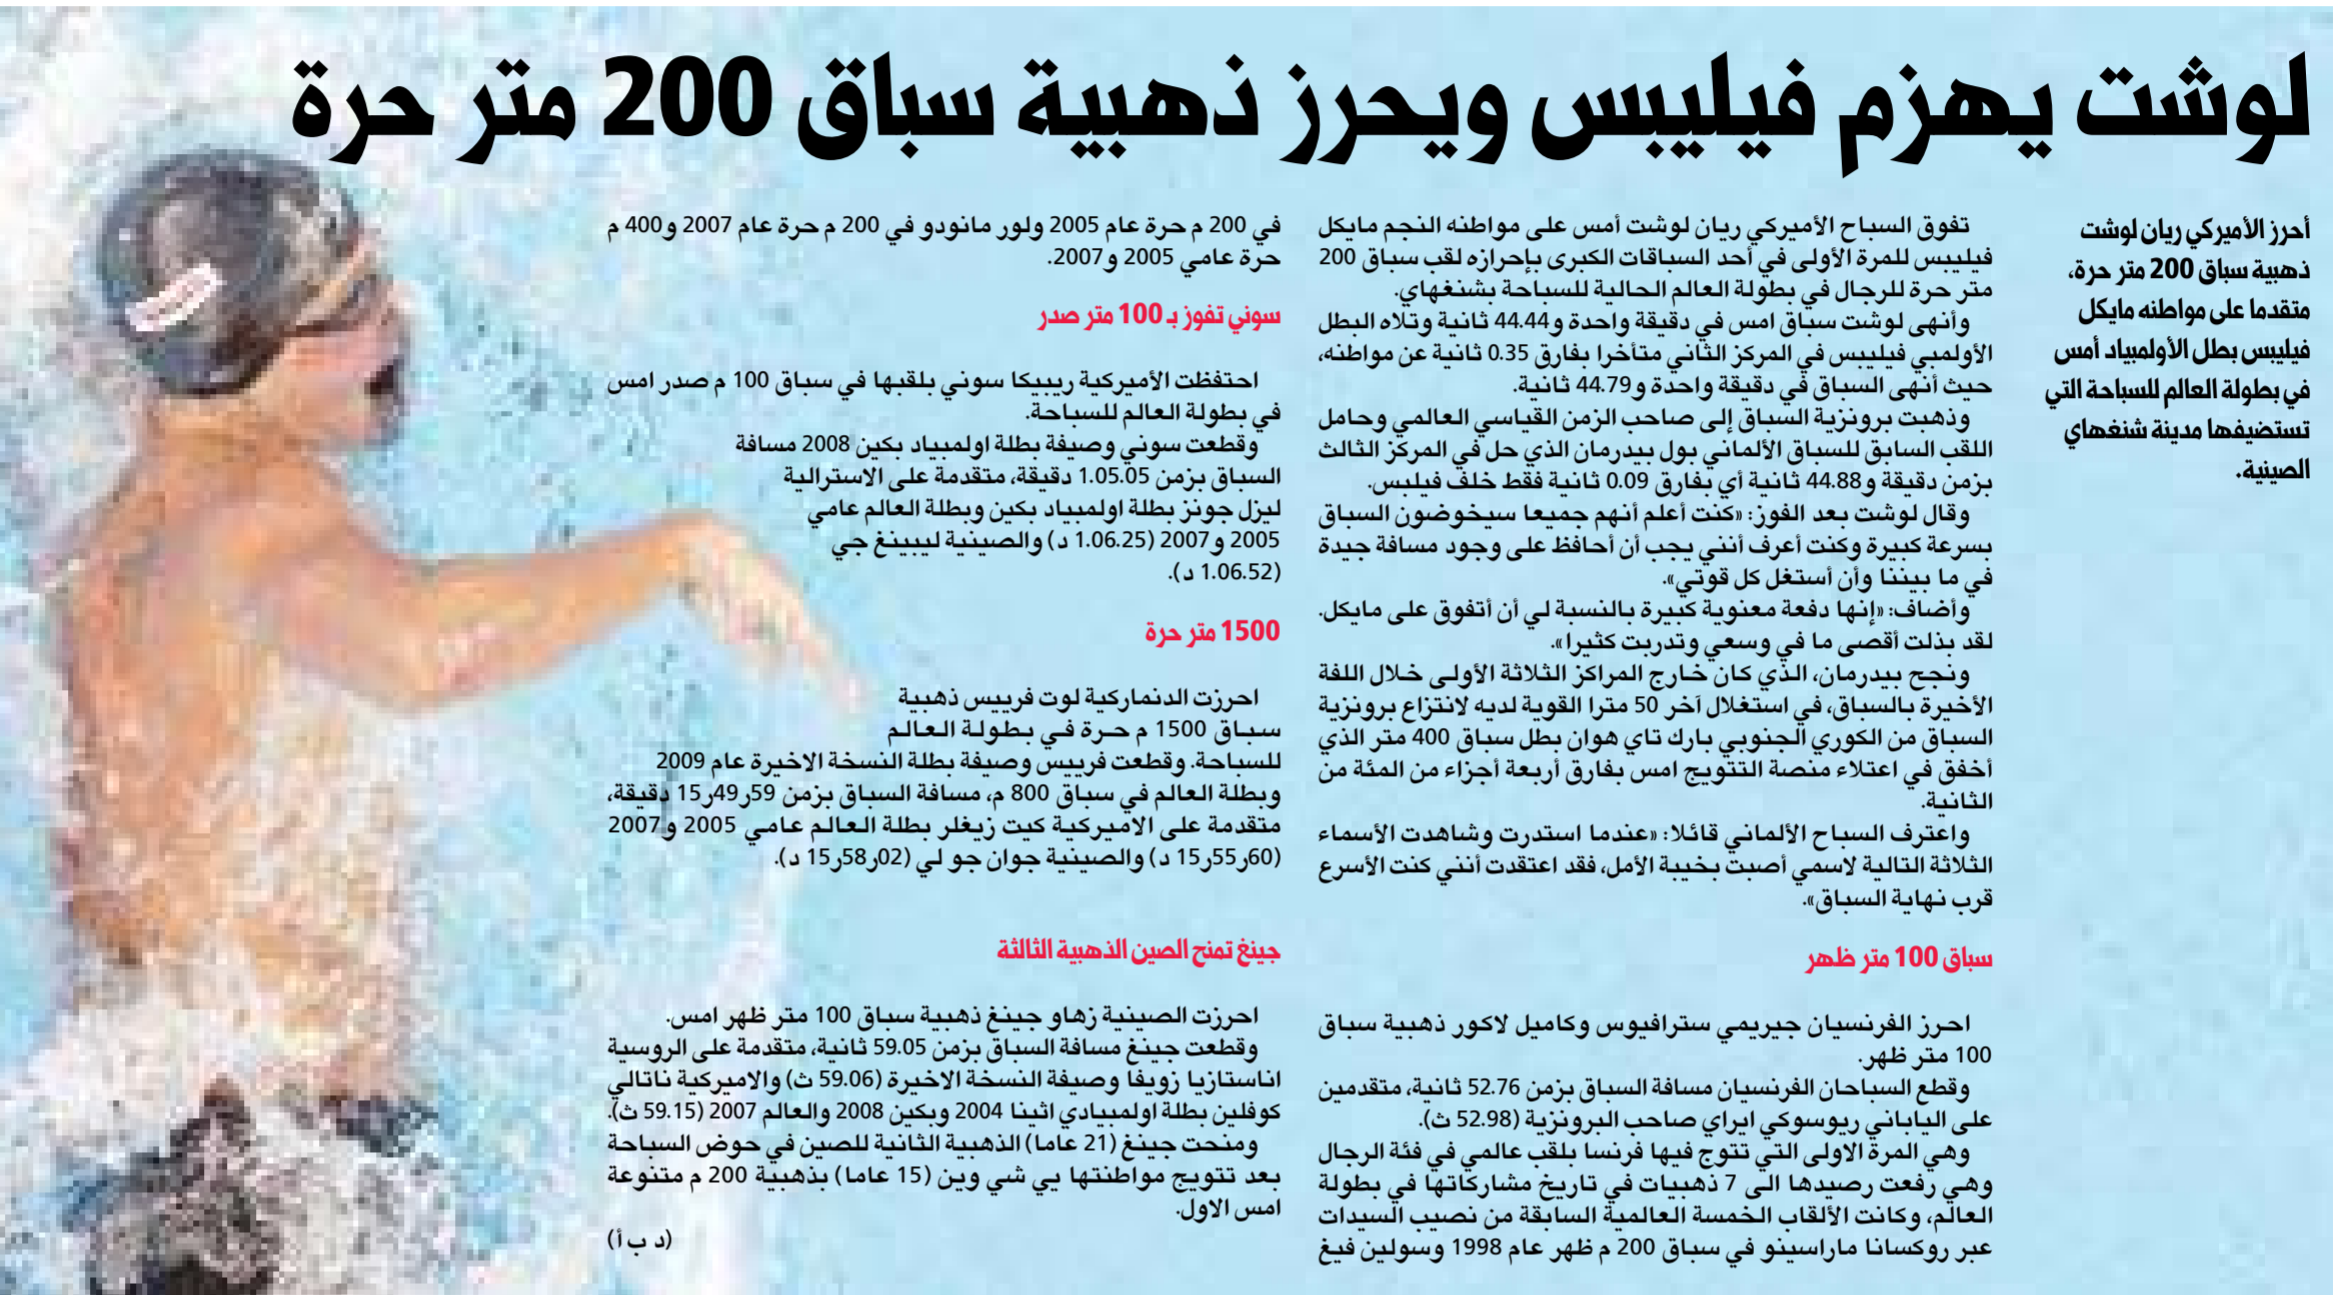 لوشت يهزم فيليبس ويحرز ذهبية سباق 200 متر حرة
أحرز الأميركي ريان لوشت
ذهبية سباق 200 متر حرة،
متقدما على مواطنه مايكل
فيليبس بطل الأولمبياد أمس
في بطولة العالم للسباحة التي
تستضيفها مدينة شنغهاي
الصينية.
تفوق السباح الأميركي ريان لوشت أمس على مواطنه النجم مايكل
فيليبس للمرة الأولى في أحد السباقات الكبرى بإحرازه لقب سباق 200
متر حرة للرجال في بطولة العالم الحالية للسباحة بشنغهاي.
وأنهى لوشت سباق امس في دقيقة واحدة و44.44 ثانية وتلاه البطل
الأولمبي فيليبس في المركز الثاني متأخرا بفارق 0.35 ثانية عن مواطنه،
حيث أنهى السباق في دقيقة واحدة و44.79 ثانية.
وذهبت برونزية السباق إلى صاحب الزمن القياسي العالمي وحامل
اللقب السابق للسباق الألماني بول بيدرمان الذي حل في المركز الثالث
بزمن دقيقة و44.88 ثانية أي بفارق 0.09 ثانية فقط خلف فيلبس.
وقال لوشت بعد الفوز: «كنت أعلم أنهم جميعا سيخوضون السباق
بسرعة كبيرة وكنت أعرف أنني يجب أن أحافظ على وجود مسافة جيدة
في ما بيننا وأن أستغل كل قوتي».
وأضاف: «إنها دفعة معنوية كبيرة بالنسبة لي أن أتفوق على مايكل.
لقد بذلت أقصى ما في وسعي وتدربت كثيرا».
ونجح بيدرمان، الذي كان خارج المراكز الثلاثة الأولى خلال اللفة
الأخيرة بالسباق، في استغلال آخر 50 مترا القوية لديه لانتزاع برونزية
السباق من الكوري الجنوبي بارك تاي هوان بطل سباق 400 متر الذي
أخفق في اعتلاء منصة التتويج امس بفارق أربعة أجزاء من المئة من
الثانية.
واعترف السباح الألماني قائلا: «عندما استدرت وشاهدت الأسماء
الثلاثة التالية لاسمي أصبت بخيبة الأمل، فقد اعتقدت أنني كنت الأسرع
قرب نهاية السباق».
سباق 100 متر ظهر
احرز الفرنسيان جيريمي سترافيوس وكاميل لاكور ذهبية سباق
100 متر ظهر.
وقطع السباحان الفرنسيان مسافة السباق بزمن 52.76 ثانية، متقدمين
على الياباني ريوسوكي ايراي صاحب البرونزية (52.98 ث).
وهي المرة الاولى التي تتوج فيها فرنسا بلقب عالمي في فئة الرجال
وهي رفعت رصيدها الى 7 ذهبيات في تاريخ مشاركاتها في بطولة
العالم، وكانت الألقاب الخمسة العالمية السابقة من نصيب السيدات
عبر روكسانا ماراسينو في سباق 200 م ظهر عام 1998 وسولين فيغ
في 200 م حرة عام 2005 ولور مانودو في 200 م حرة عام 2007 و400 م
حرة عامي 2005 و2007.
سوني تفوز بـ 100 متر صدر
احتفظت الأميركية ريبيكا سوني بلقبها في سباق 100 م صدر امس
في بطولة العالم للسباحة.
وقطعت سوني وصيفة بطلة اولمبياد بكين 2008 مسافة
السباق بزمن 1.05.05 دقيقة، متقدمة على الاسترالية
ليزل جونز بطلة اولمبياد بكين وبطلة العالم عامي
2005 و2007 (1.06.25 د) والصينية ليبينغ جي
(1.06.52 د).
1500 متر حرة
احرزت الدنماركية لوت فرييس ذهبية
سباق 1500 م حرة في بطولة العالم
للسباحة. وقطعت فرييس وصيفة بطلة النسخة الاخيرة عام 2009
وبطلة العالم في سباق 800 م، مسافة السباق بزمن 59ر49ر15 دقيقة،
متقدمة على الاميركية كيت زيغلر بطلة العالم عامي 2005 و2007
(60ر55ر15 د) والصينية جوان جو لي (02ر58ر15 د).
جينغ تمنح الصين الذهبية الثالثة
احرزت الصينية زهاو جينغ ذهبية سباق 100 متر ظهر امس.
وقطعت جينغ مسافة السباق بزمن 59.05 ثانية، متقدمة على الروسية
اناستازيا زويفا وصيفة النسخة الاخيرة (59.06 ث) والاميركية ناتالي
كوفلين بطلة اولمبيادي اثينا 2004 وبكين 2008 والعالم 2007 (59.15 ث).
ومنحت جينغ (21 عاما) الذهبية الثانية للصين في حوض السباحة
بعد تتويج مواطنتها يي شي وين (15 عاما) بذهبية 200 م متنوعة
امس الاول.
(د ب أ)